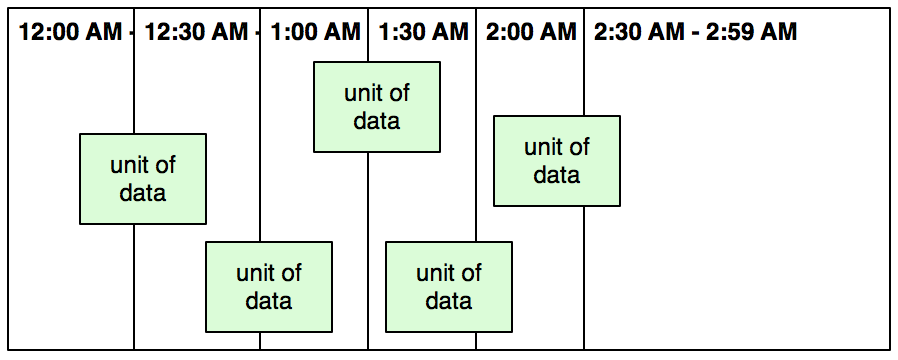 12:00 AM - 12:30 AM - 1:00 AM 1:30 AM 2:00 AM 2:30 AM - 2:59 AM
unit of
data
unit of
data
unit of
data
unit of
data
unit of
data